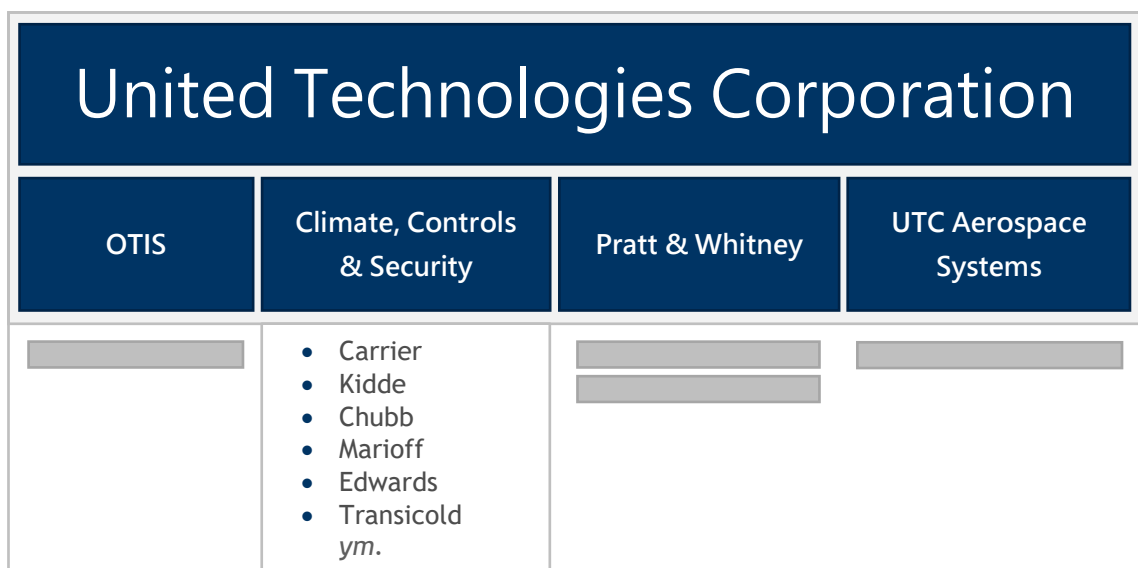 United Technologies Corporation
OTIS
Climate, Controls
& Security
Pratt & Whitney
UTC Aerospace
Systems
• Carrier
• Kidde
• Chubb
• Marioff
• Edwards
• Transicold
ym.